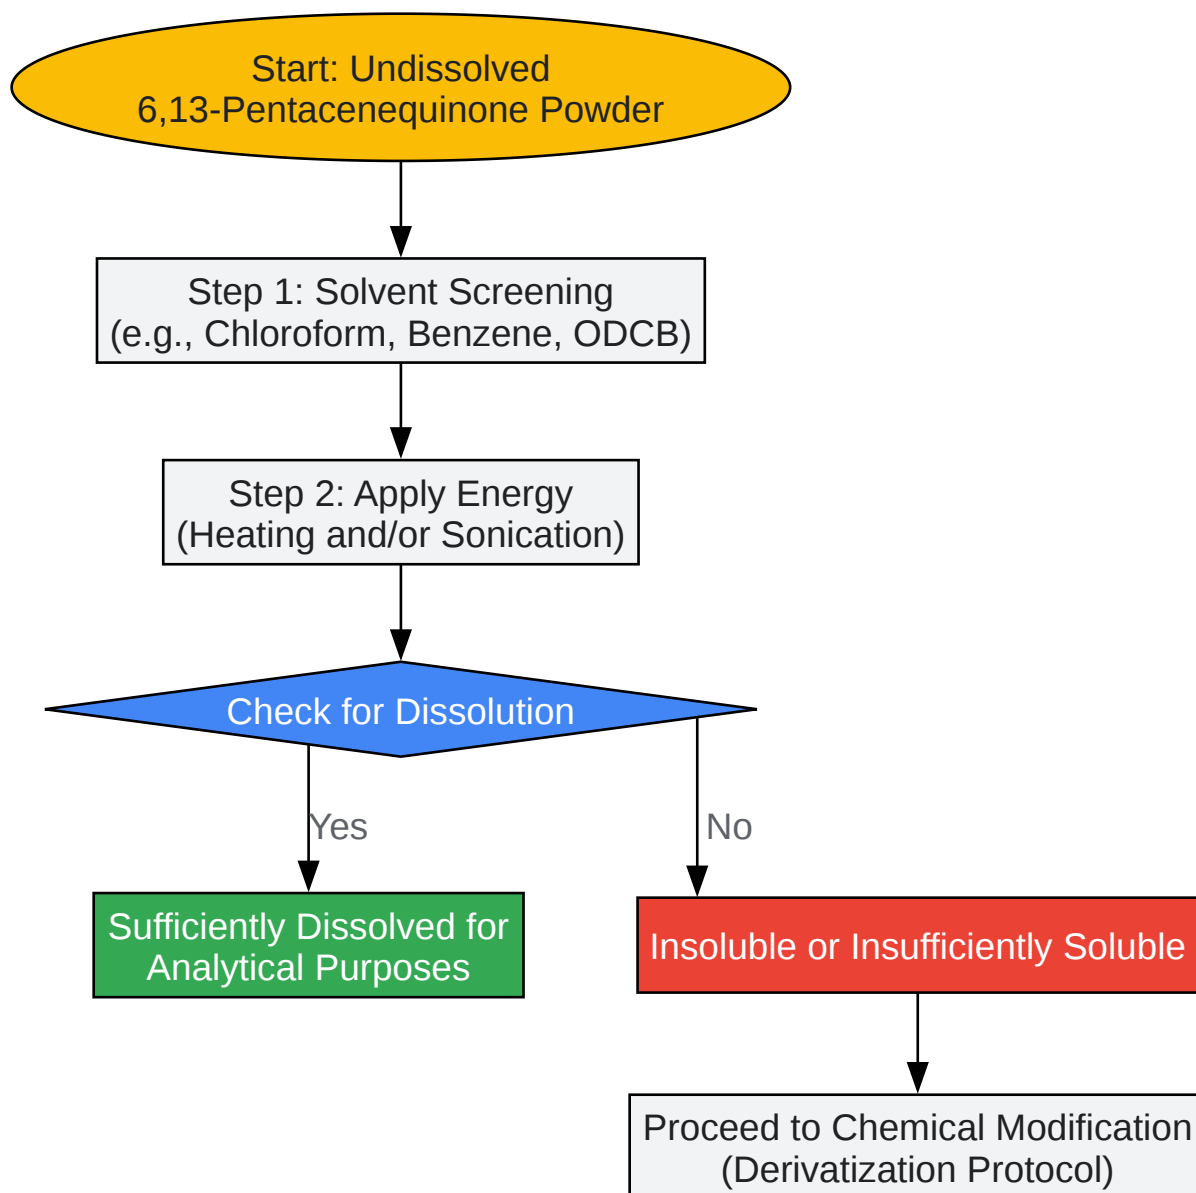 Start: Undissolved
6,13-Pentacenequinone Powder
Step 1: Solvent Screening
(e.g., Chloroform, Benzene, ODCB)
Step 2: Apply Energy
(Heating and/or Sonication)
Check for Dissolution
Yes
No
Sufficiently Dissolved for
Analytical Purposes
Insoluble or Insufficiently Soluble
Proceed to Chemical Modification
(Derivatization Protocol)